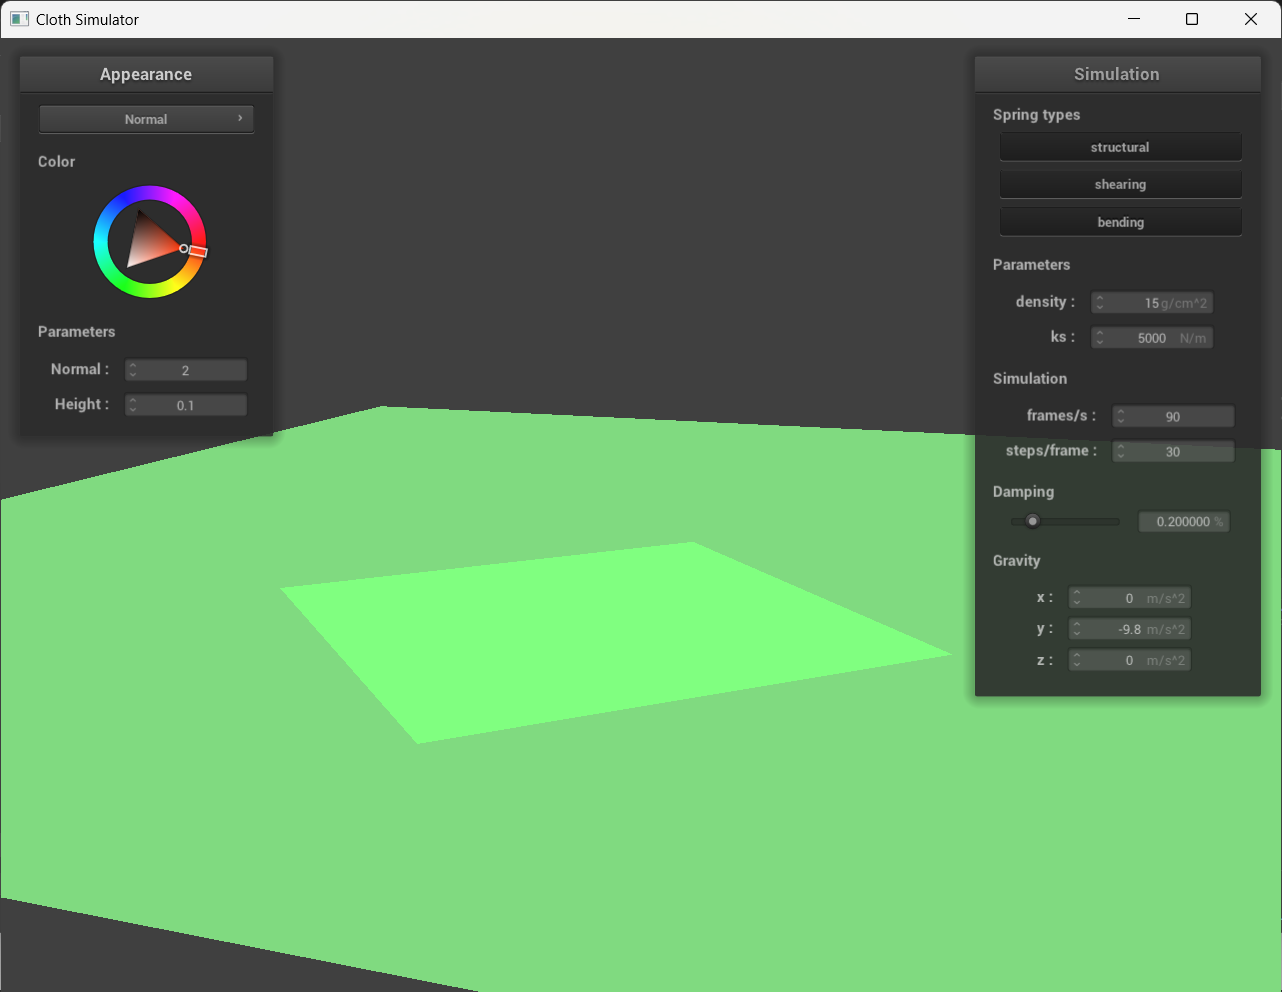 Cloth Simulator
Appearance
Normal
Color
Parameters
Normal : 2
Height : 0.1
Simulation
Spring types
structural
shearing
bending
Parameters
density : 15 g/cm^2
ks : 5000 N/m
Simulation
frames/s : 90
steps/frame : 30
Damping
0.200000 %
Gravity
x : 0 m/s^2
y : -9.8 m/s^2
z : 0 m/s^2